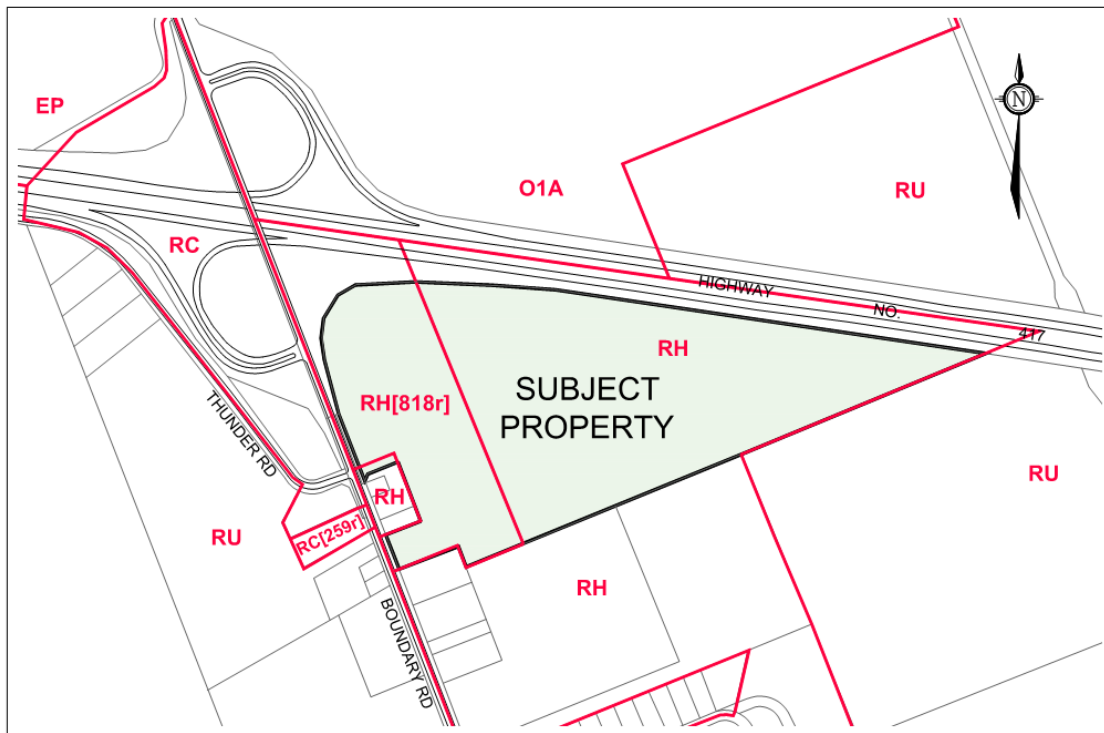 EP
N
O1A
RU
RC
HIGHWAY
NO.
417
RH
SUBJECT
PROPERTY
RH[818r]
THUNDER RD
RH
RU
RU
RC[259r]
RH
BOUNDARY RD